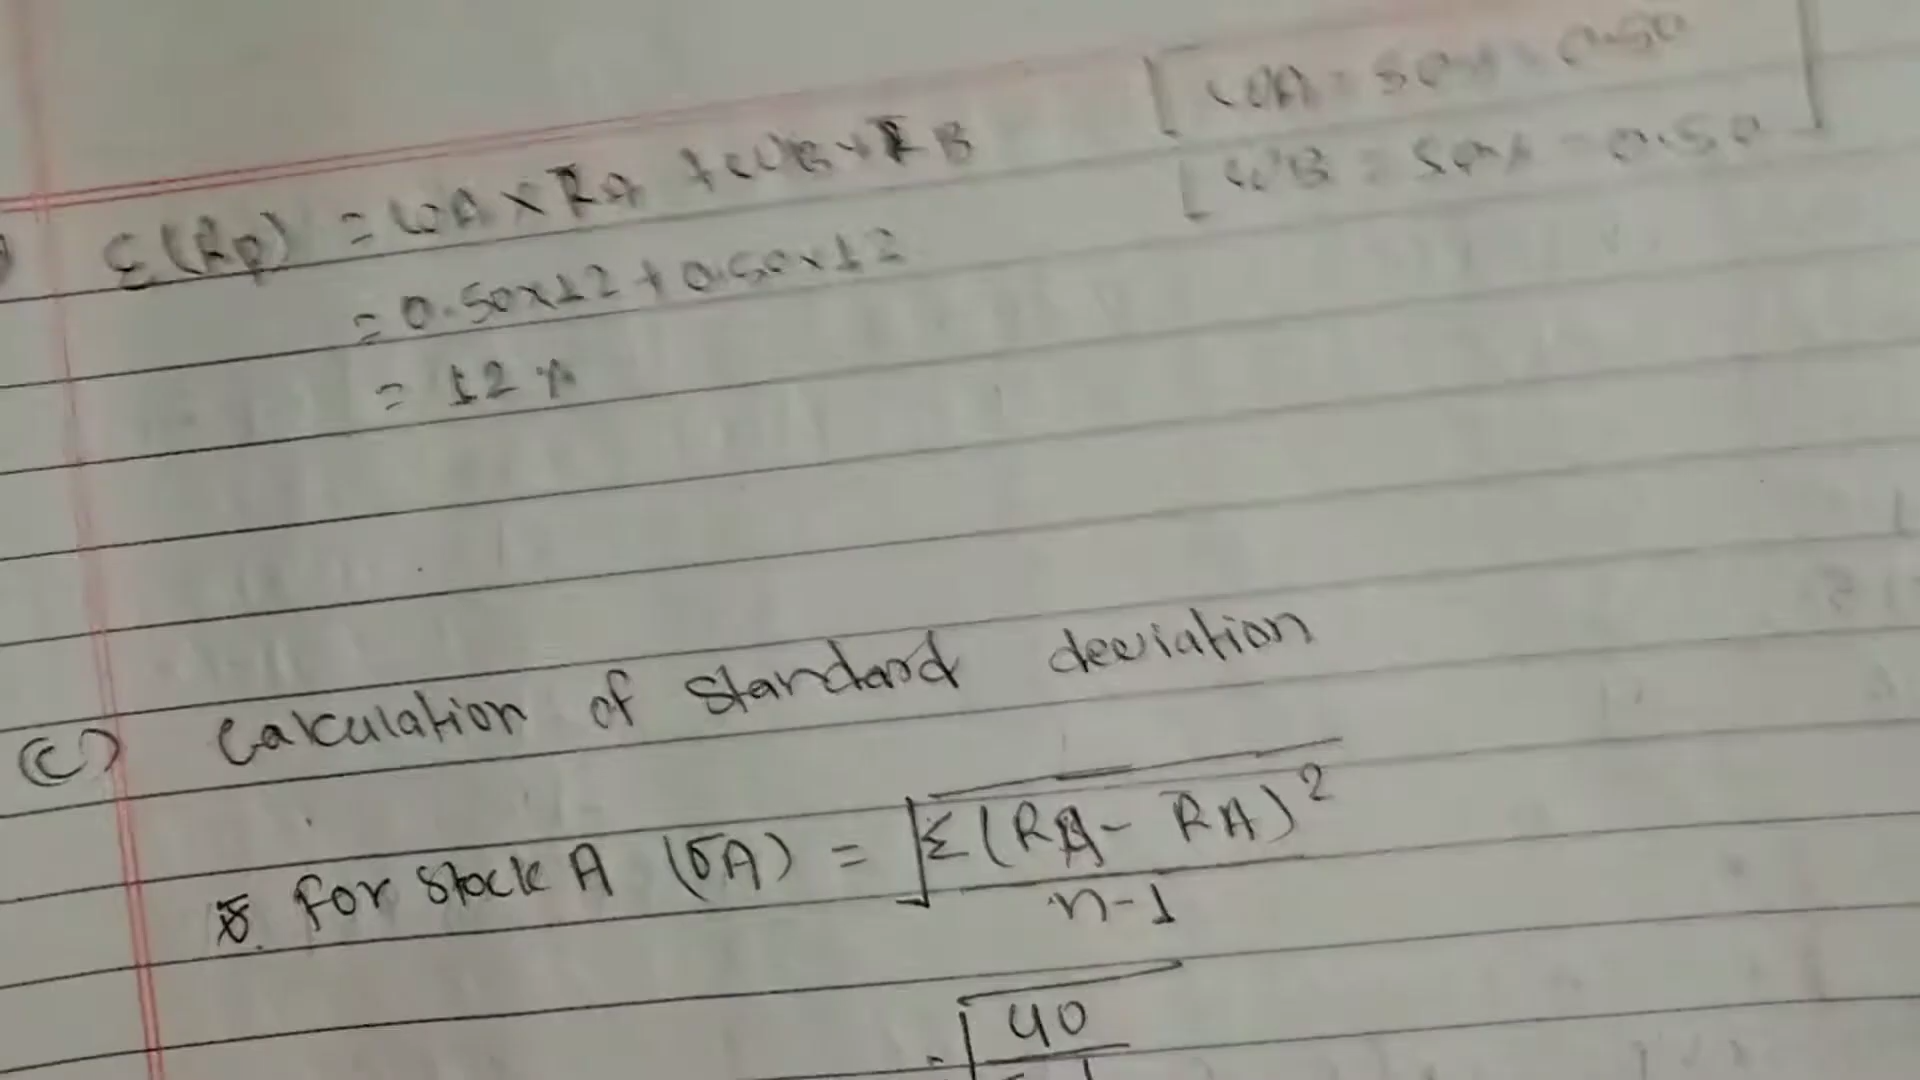 Σ(Rp) = WA × R̄A + WB × R̄B [WA = 50% = 0.50]
[WB = 50% = 0.50
= 0.50×12 + 0.50×12
= 12%
(C) Calculation of Standard deviation
For Stock A (σA) = √Σ(RA - R̄A)² / n-1
= √40